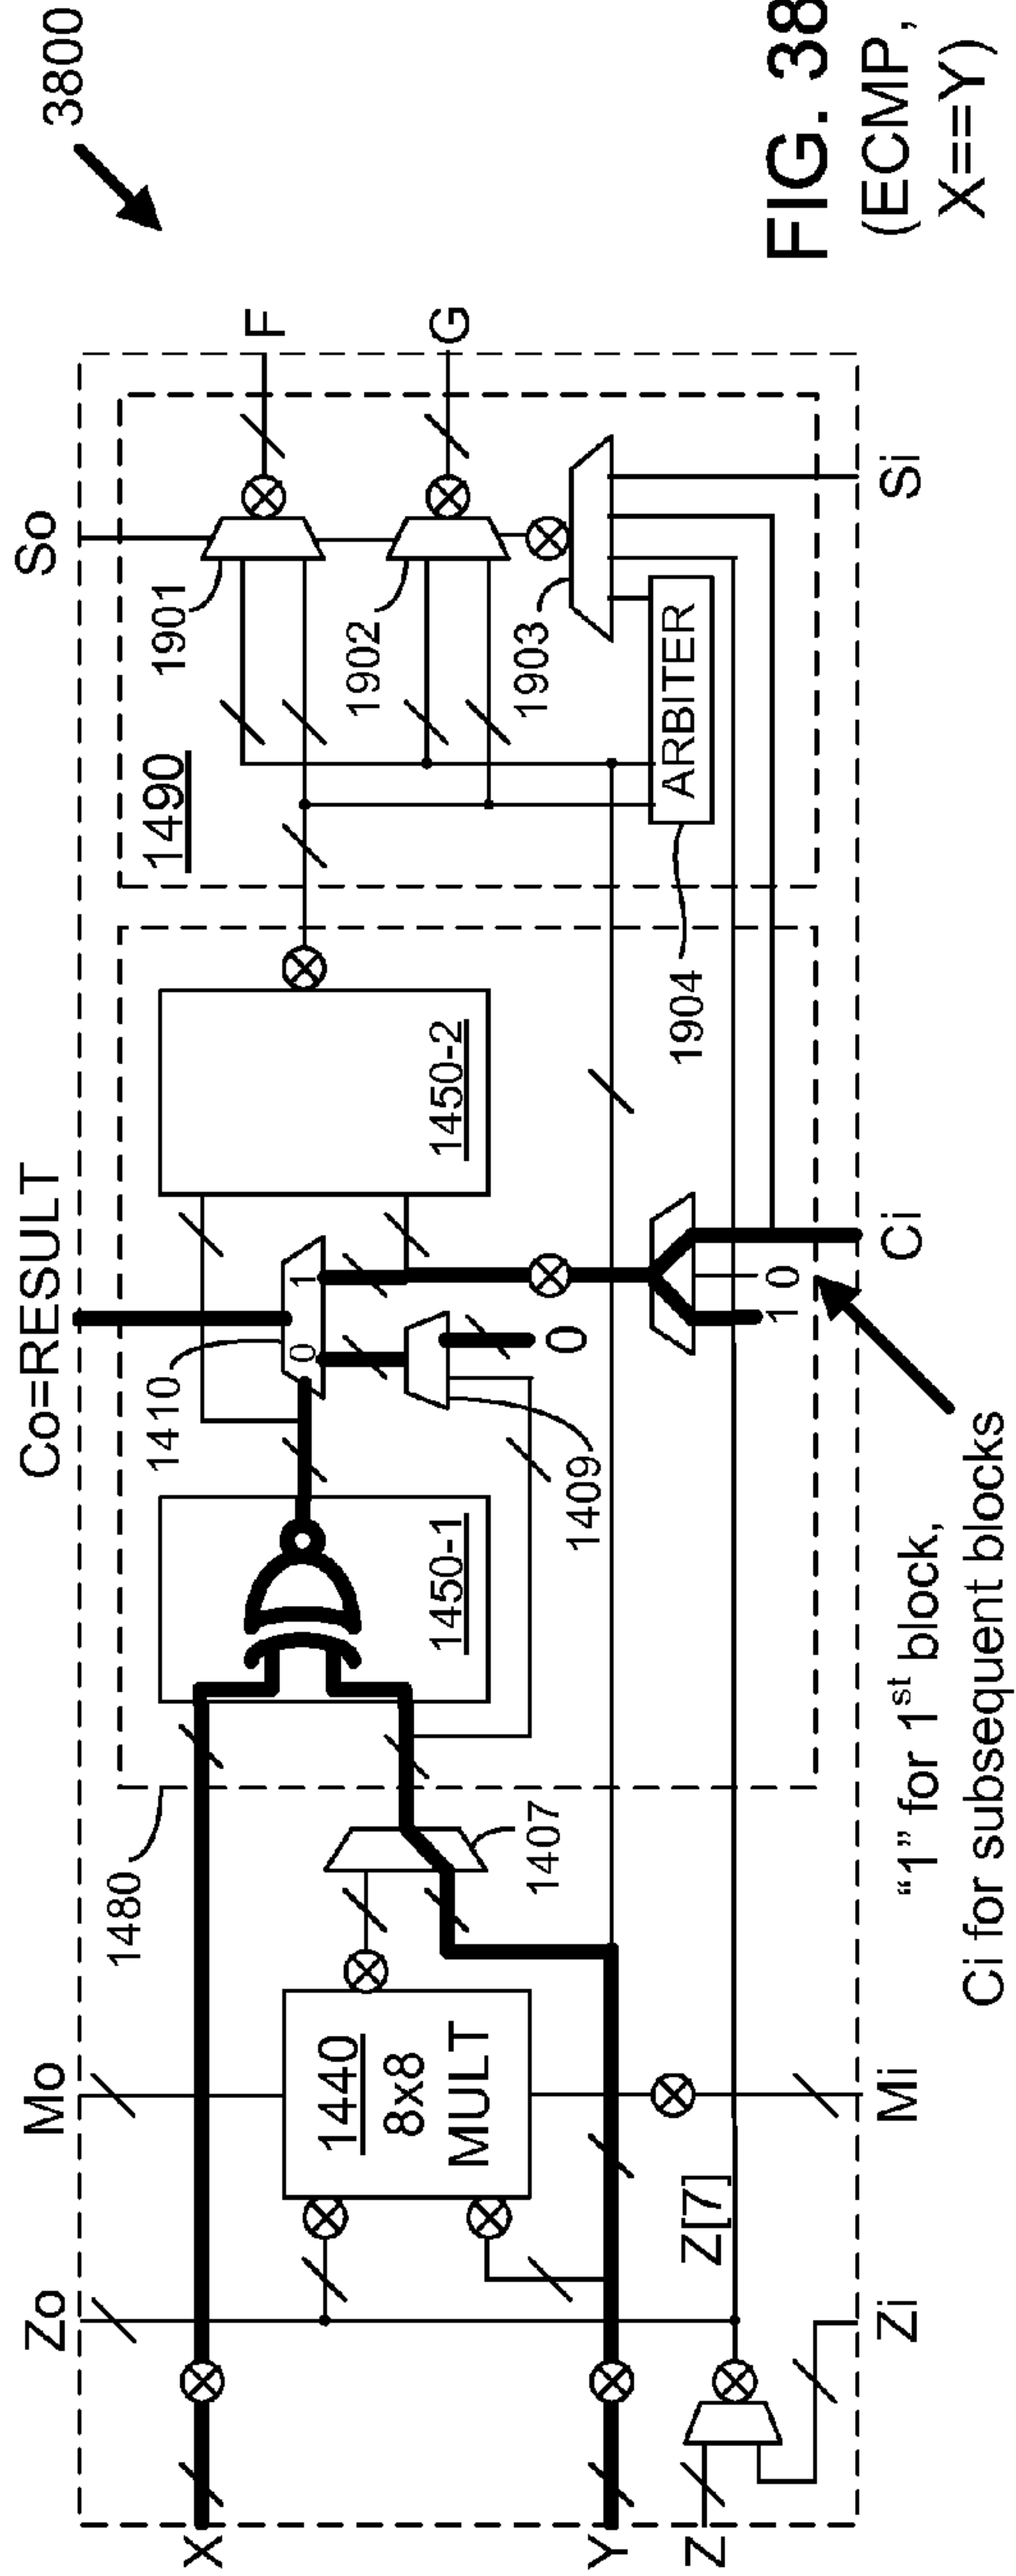 3800
Co=RESULT
So
Mo
Zo
1480
1410
1490
1901
F
1902
G
1903
1440
8x8
MULT
1450-1
1450-2
0
1
1407
1409
0
1904
ARBITER
X
Y
Z
Z[7]
1 0
Zi
Mi
Ci
Si
“1” for 1st block,
Ci for subsequent blocks
FIG. 38
(ECMP,
X==Y)